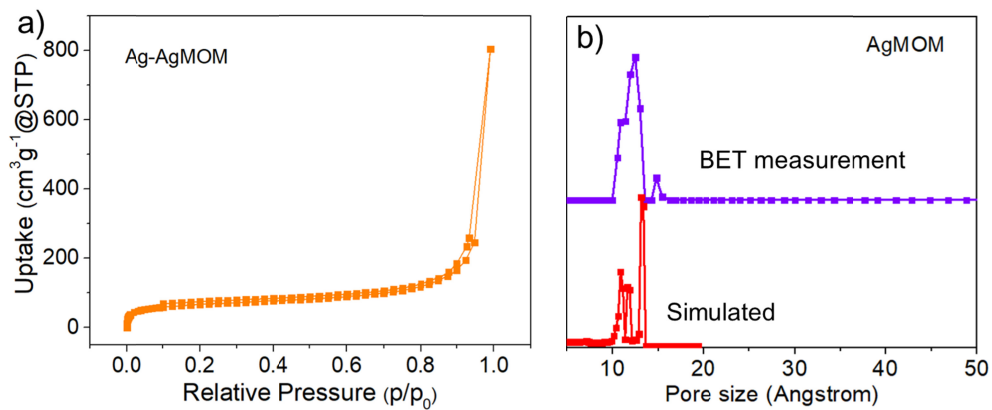 a)
Ag-AgMOM
Uptake (cm³g⁻¹@STP)
800
600
400
200
0
0.0 0.2 0.4 0.6 0.8 1.0
Relative Pressure (p/p₀)
b)
AgMOM
BET measurement
Simulated
10 20 30 40 50
Pore size (Angstrom)